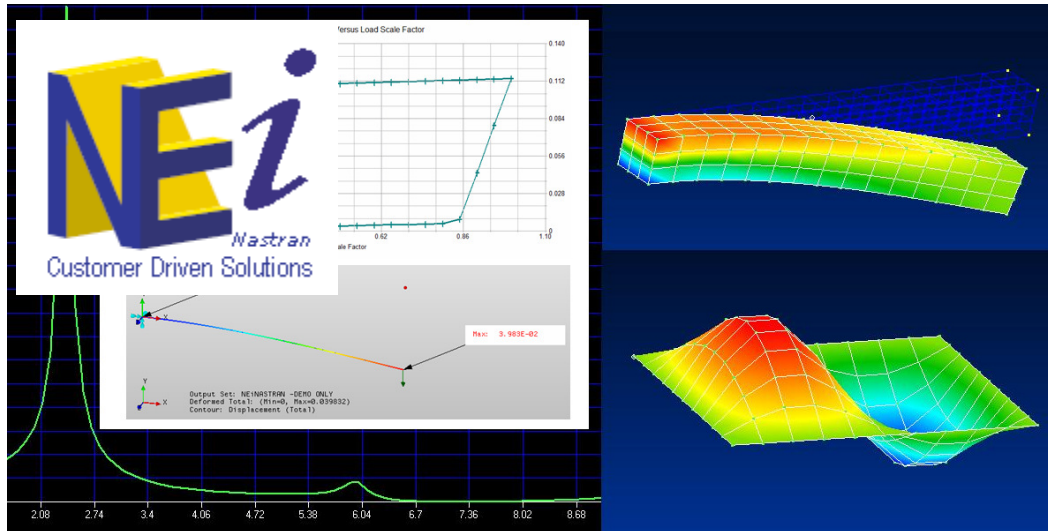 Versus Load Scale Factor
0.140
0.112
0.084
0.056
0.028
0
0.62
0.86
1.10
ale Factor
NEi
Nastran
Customer Driven Solutions
Max: 3.983E-02
X
Y
X
Output Set: NEiNASTRAN -DEMO ONLY
Deformed Total: (Min=0, Max=0.039832)
Contour: Displacement (Total)
2.08 2.74 3.4 4.06 4.72 5.38 6.04 6.7 7.36 8.02 8.68